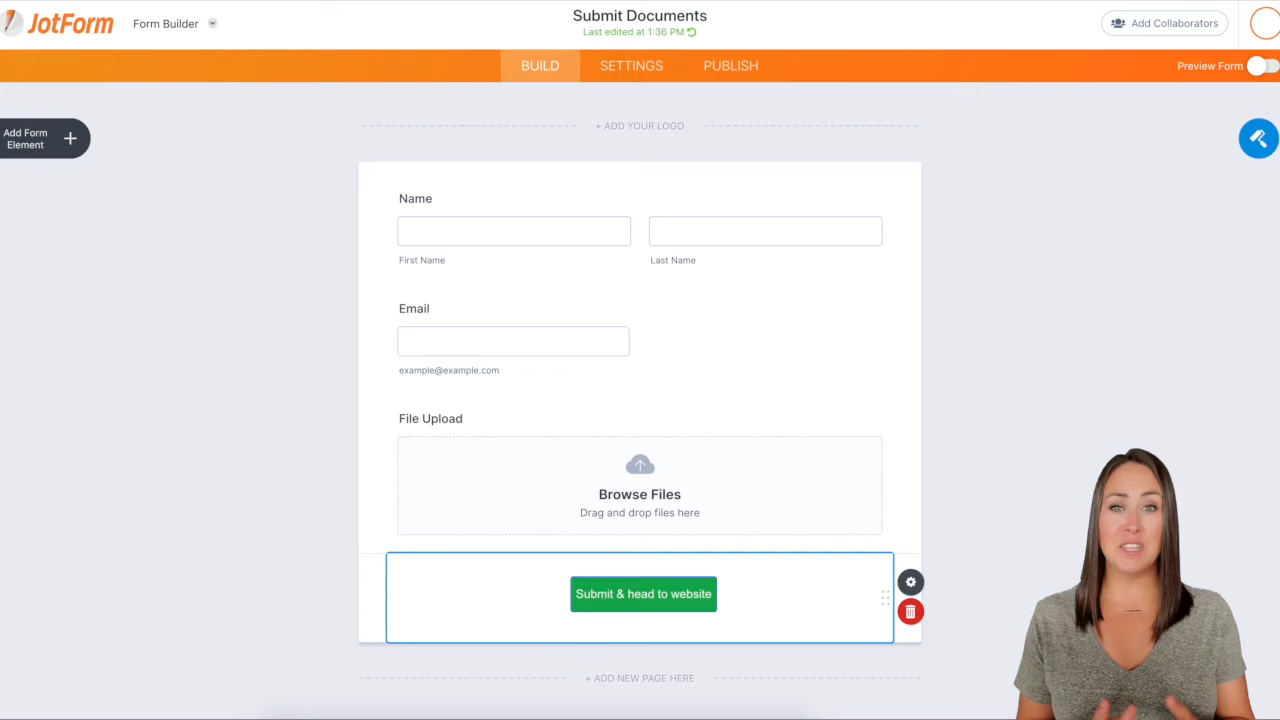 JotForm
Form Builder
Submit Documents
Last edited at 1:36 PM
Add Collaborators
BUILD
SETTINGS
PUBLISH
Preview Form
Add Form
Element
+ ADD YOUR LOGO
Name
First Name
Last Name
Email
example@example.com
File Upload
Browse Files
Drag and drop files here
Submit & head to website
+ ADD NEW PAGE HERE